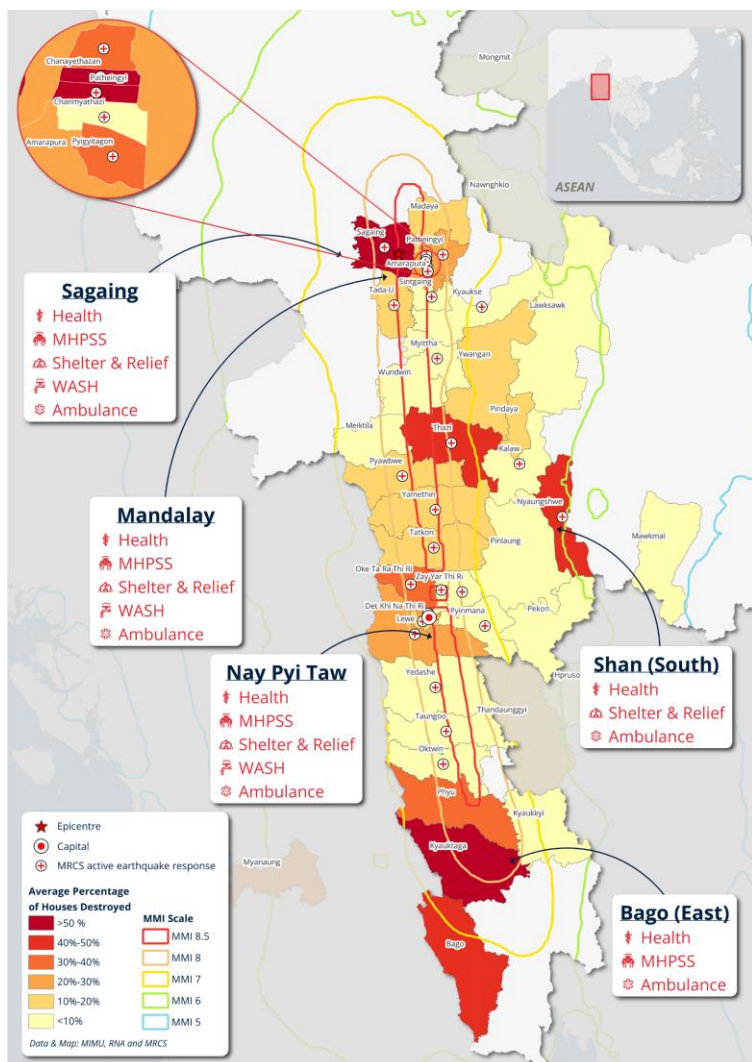 Chanayethazan
Patheingyi
Chanmyathazi
Amarapura
Pyigyitagon
Mongmit
ASEAN
Nawnghkio
Madaya
Sagaing
Patheingyi
Amarapura
Sintgaing
Tada-U
Kyaukse
Lawksawk
Myittha
Ywangan
Wundwin
Pindaya
Meiktila
Thazi
Kalaw
Pyawbwe
Nyaungshwe
Yamethin
Mawkmai
Tatkon
Pinlaung
Oke Ta Ra Thi Ri
Zay Yar Thi Ri
Det Khi Na Thi Ri
Pekon
Lewe
Pyinmana
Hpruso
Yedashe
Thandaunggyi
Taungoo
Oktwin
Phyu
Kyaukkyi
Kyauktaga
Myanaung
Bago
Sagaing
Health
MHPSS
Shelter & Relief
WASH
Ambulance
Mandalay
Health
MHPSS
Shelter & Relief
WASH
Ambulance
Nay Pyi Taw
Health
MHPSS
Shelter & Relief
WASH
Ambulance
Shan (South)
Health
Shelter & Relief
Ambulance
Bago (East)
Health
MHPSS
Ambulance
Epicentre
Capital
MRCS active earthquake response
Average Percentage
of Houses Destroyed
>50 %
40%-50%
30%-40%
20%-30%
10%-20%
<10%
MMI Scale
MMI 8.5
MMI 8
MMI 7
MMI 6
MMI 5
Data & Map: MIMU, RNA and MRCS